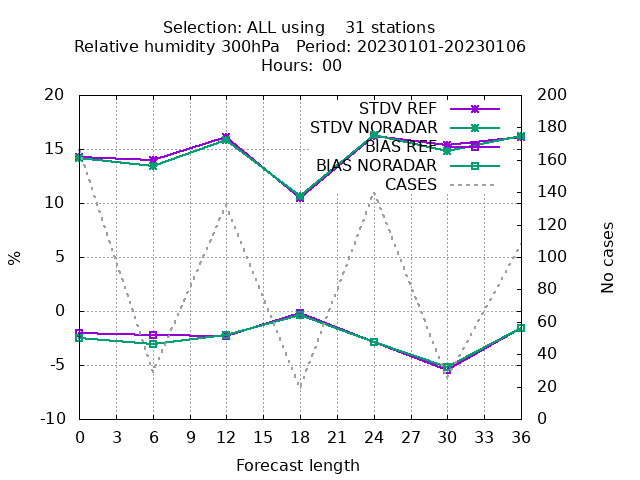 Selection: ALL using    31 stations
Relative humidity 300hPa   Period: 20230101-20230106
Hours: 00
STDV REF
STDV NORADAR
BIAS REF
BIAS NORADAR
CASES
20
15
10
5
0
-5
-10
%
200
180
160
140
120
100
80
60
40
20
0
No cases
0 3 6 9 12 15 18 21 24 27 30 33 36
Forecast length